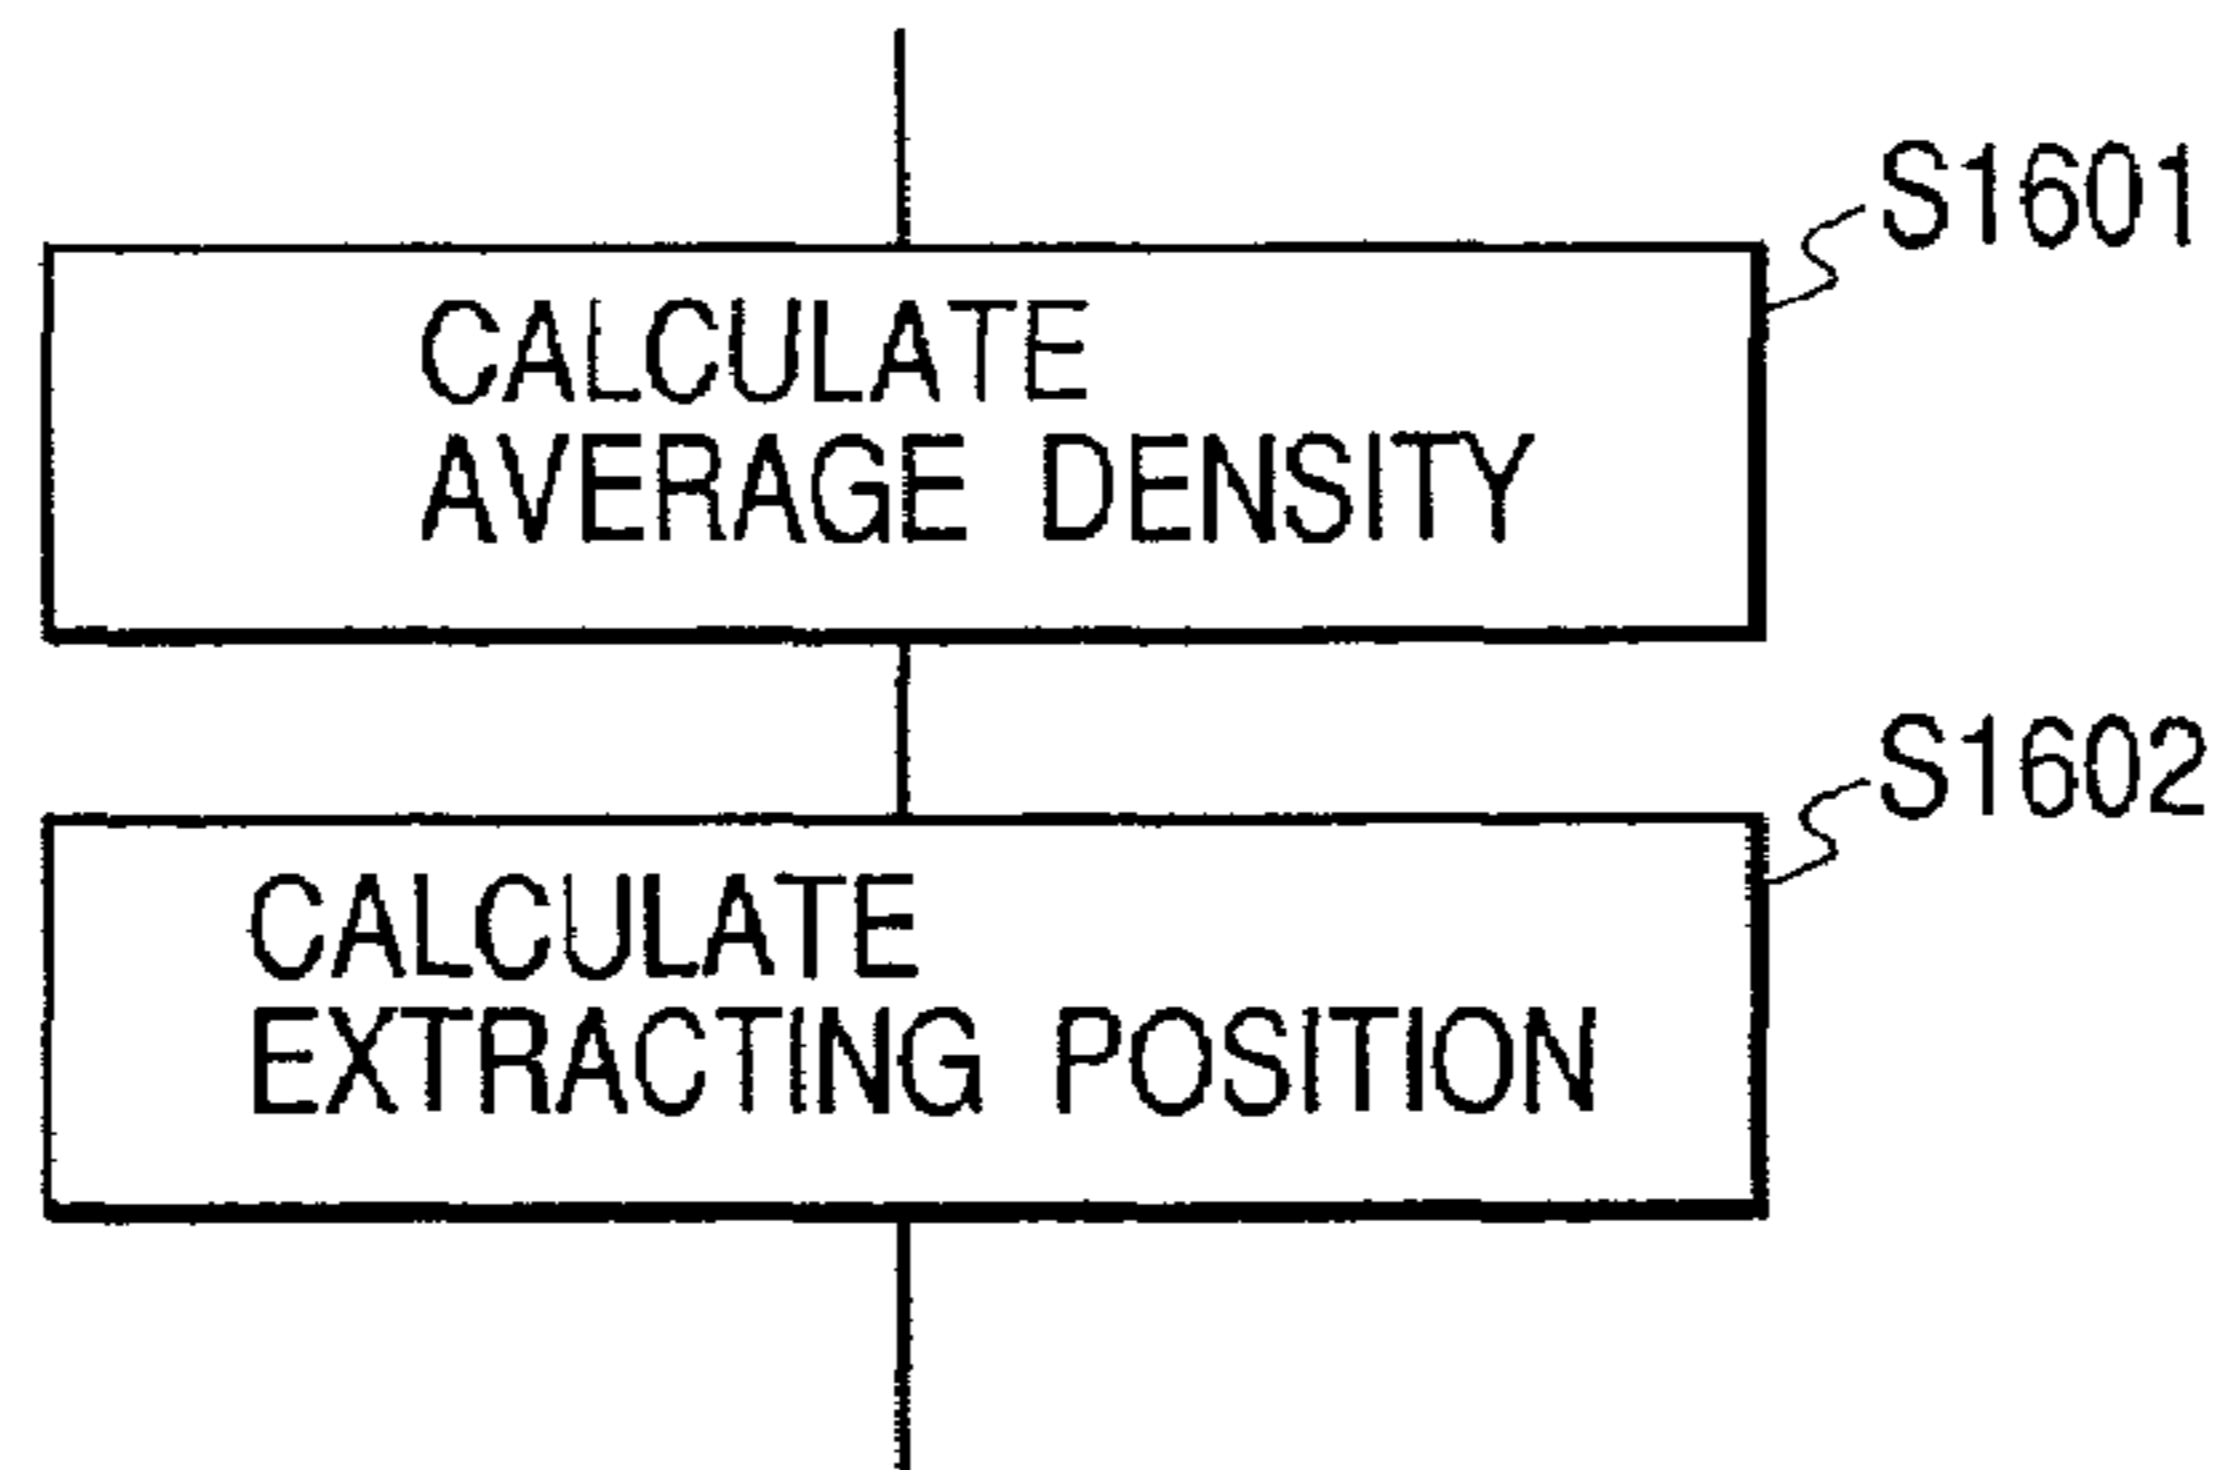 S1601
CALCULATE
AVERAGE DENSITY
S1602
CALCULATE
EXTRACTING POSITION